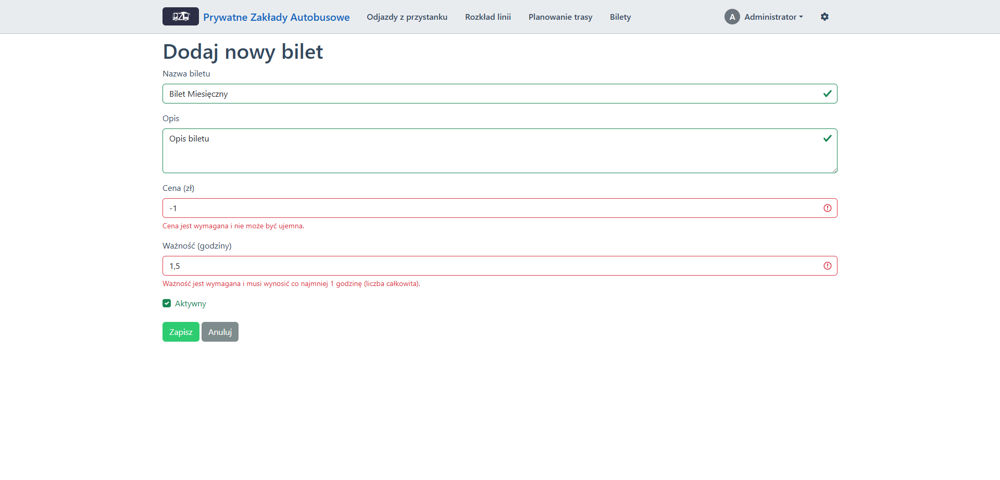 PZA Prywatne Zakłady Autobusowe Odjazdy z przystanku Rozkład linii Planowanie trasy Bilety A Administrator
Dodaj nowy bilet
Nazwa biletu
Bilet Miesięczny
Opis
Opis biletu
Cena (zł)
-1
Cena jest wymagana i nie może być ujemna.
Ważność (godziny)
1,5
Ważność jest wymagana i musi wynosić co najmniej 1 godzinę (liczba całkowita).
Aktywny
Zapisz Anuluj